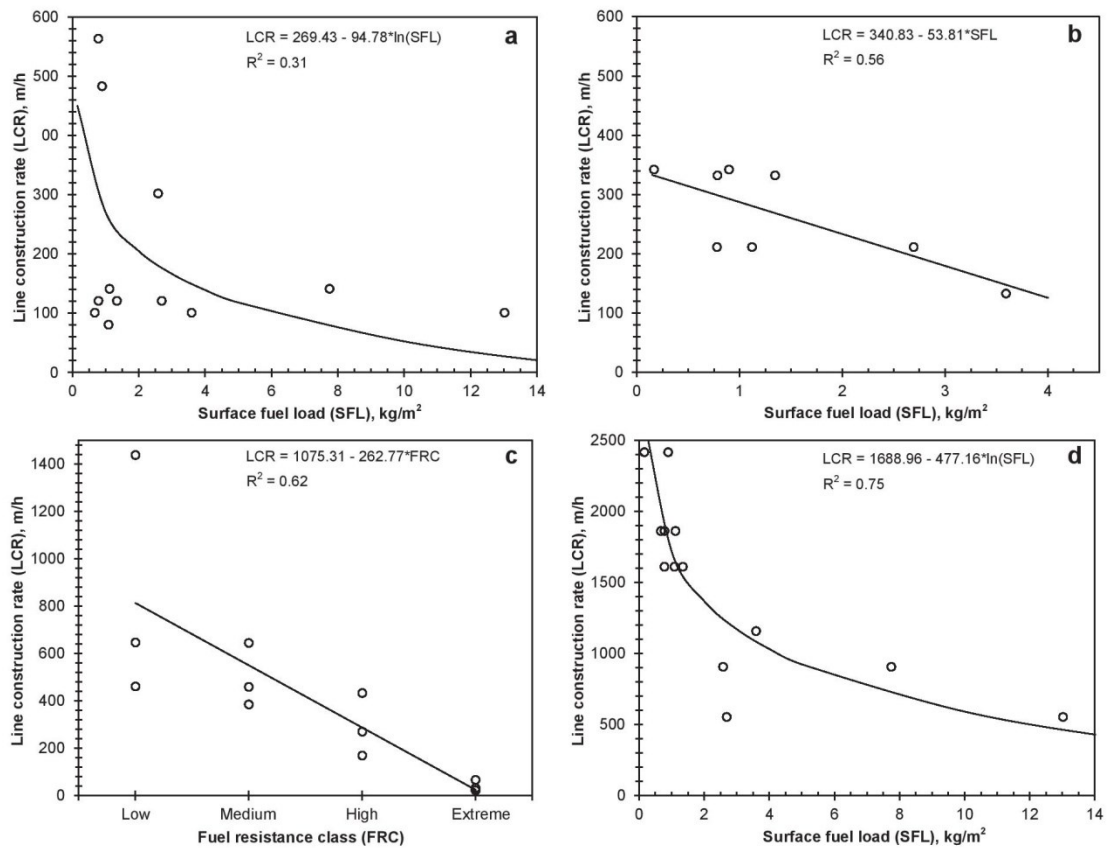 a
LCR = 269.43 - 94.78*ln(SFL)
R² = 0.31
Line construction rate (LCR), m/h
600
500
00
300
200
100
0
0 2 4 6 8 10 12 14
Surface fuel load (SFL), kg/m²
b
LCR = 340.83 - 53.81*SFL
R² = 0.56
Line construction rate (LCR), m/h
600
500
400
300
200
100
0
0 1 2 3 4
Surface fuel load (SFL), kg/m²
c
LCR = 1075.31 - 262.77*FRC
R² = 0.62
Line construction rate (LCR), m/h
1400
1200
1000
800
600
400
200
0
Low Medium High Extreme
Fuel resistance class (FRC)
d
LCR = 1688.96 - 477.16*ln(SFL)
R² = 0.75
Line construction rate (LCR), m/h
2500
2000
1500
1000
500
0
0 2 4 6 8 10 12 14
Surface fuel load (SFL), kg/m²